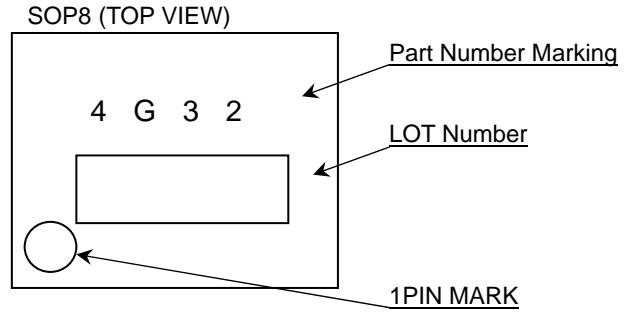 SOP8 (TOP VIEW)
Part Number Marking
4 G 3 2
LOT Number
1PIN MARK